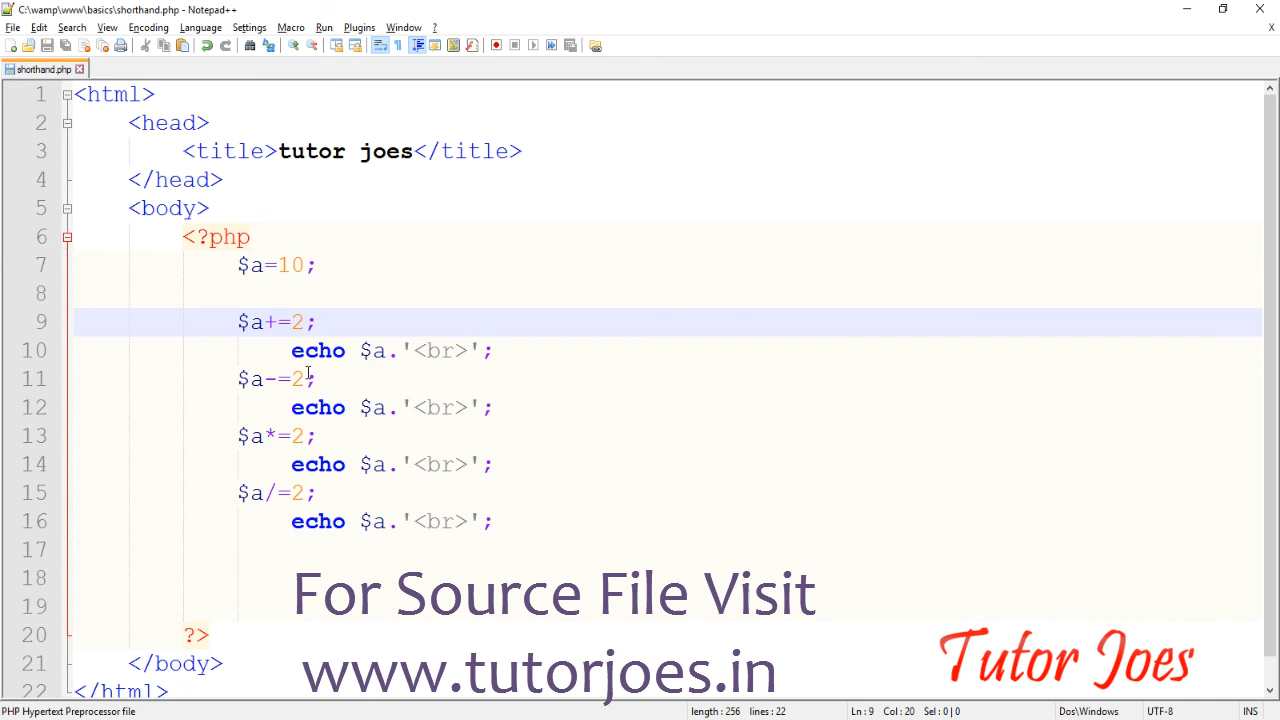 C:\wamp\www\basics\shorthand.php - Notepad++
File Edit Search View Encoding Language Settings Macro Run Plugins Window ?
X
shorthand.php
1 <html>
2 <head>
3 <title>tutor joes</title>
4 </head>
5 <body>
6 <?php
7 $a=10;
8
9 $a+=2;
10 echo $a.'<br>';
11 $a-=2;
12 echo $a.'<br>';
13 $a*=2;
14 echo $a.'<br>';
15 $a/=2;
16 echo $a.'<br>';
17
18
19
20 ?>
21 </body>
22 </html>
For Source File Visit
www.tutorjoes.in
Tutor Joes
PHP Hypertext Preprocessor file length : 256 lines : 22 Ln : 9 Col : 20 Sel : 0 | 0 Dos\Windows UTF-8 INS